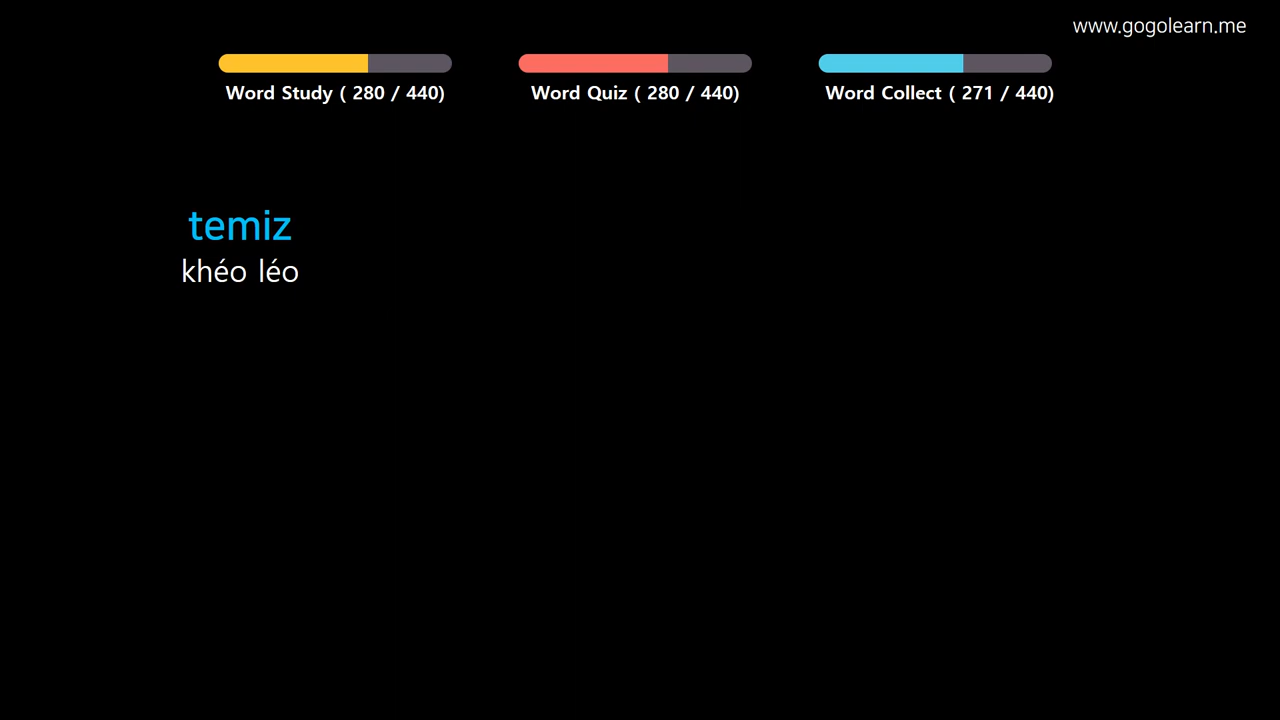 www.gogolearn.me
Word Study ( 280 / 440)
Word Quiz ( 280 / 440)
Word Collect ( 271 / 440)
temiz
khéo léo